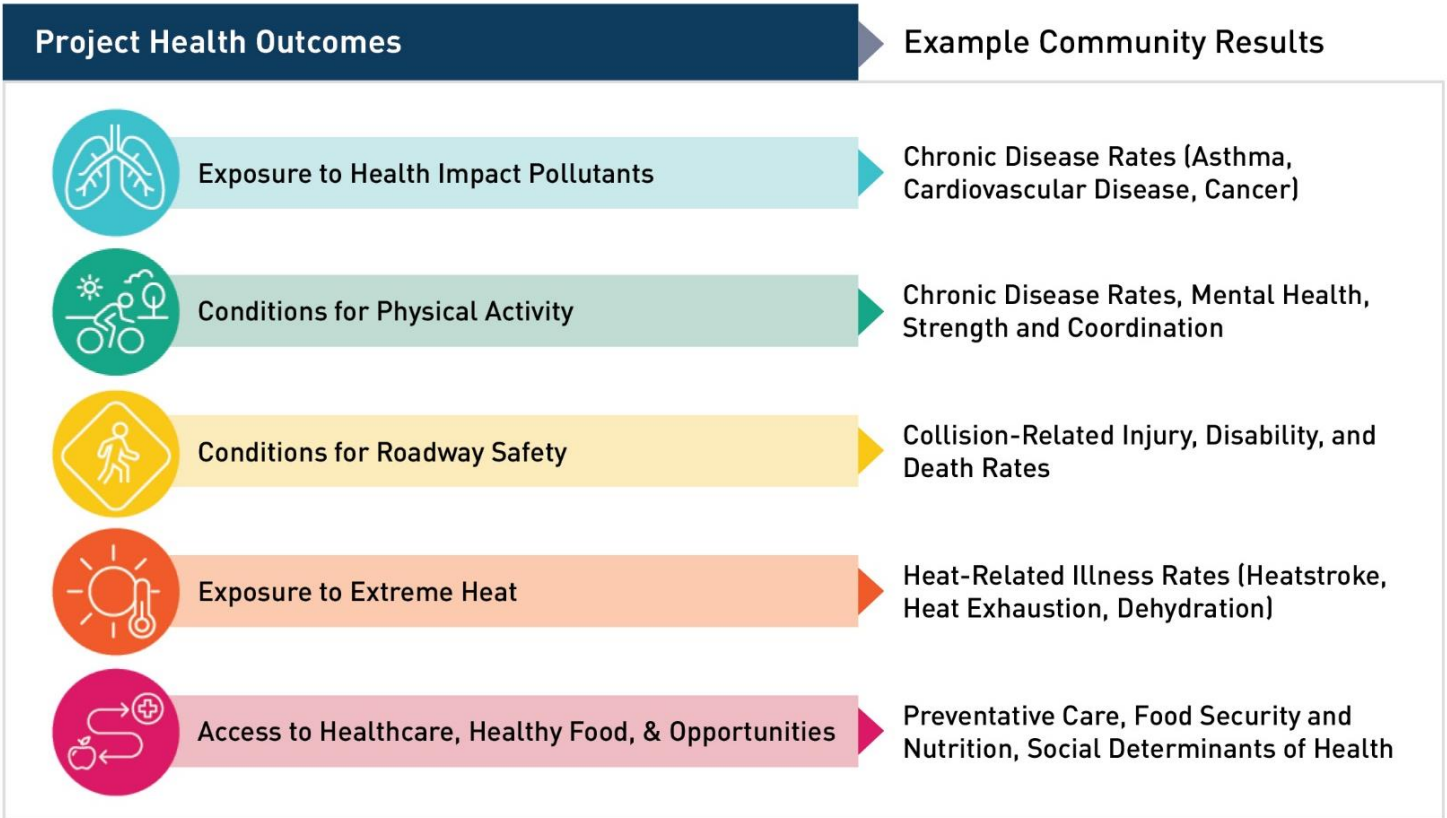 Project Health Outcomes
Example Community Results
Exposure to Health Impact Pollutants
Chronic Disease Rates (Asthma,
Cardiovascular Disease, Cancer)
Conditions for Physical Activity
Chronic Disease Rates, Mental Health,
Strength and Coordination
Conditions for Roadway Safety
Collision-Related Injury, Disability, and
Death Rates
Exposure to Extreme Heat
Heat-Related Illness Rates (Heatstroke,
Heat Exhaustion, Dehydration)
Access to Healthcare, Healthy Food, & Opportunities
Preventative Care, Food Security and
Nutrition, Social Determinants of Health